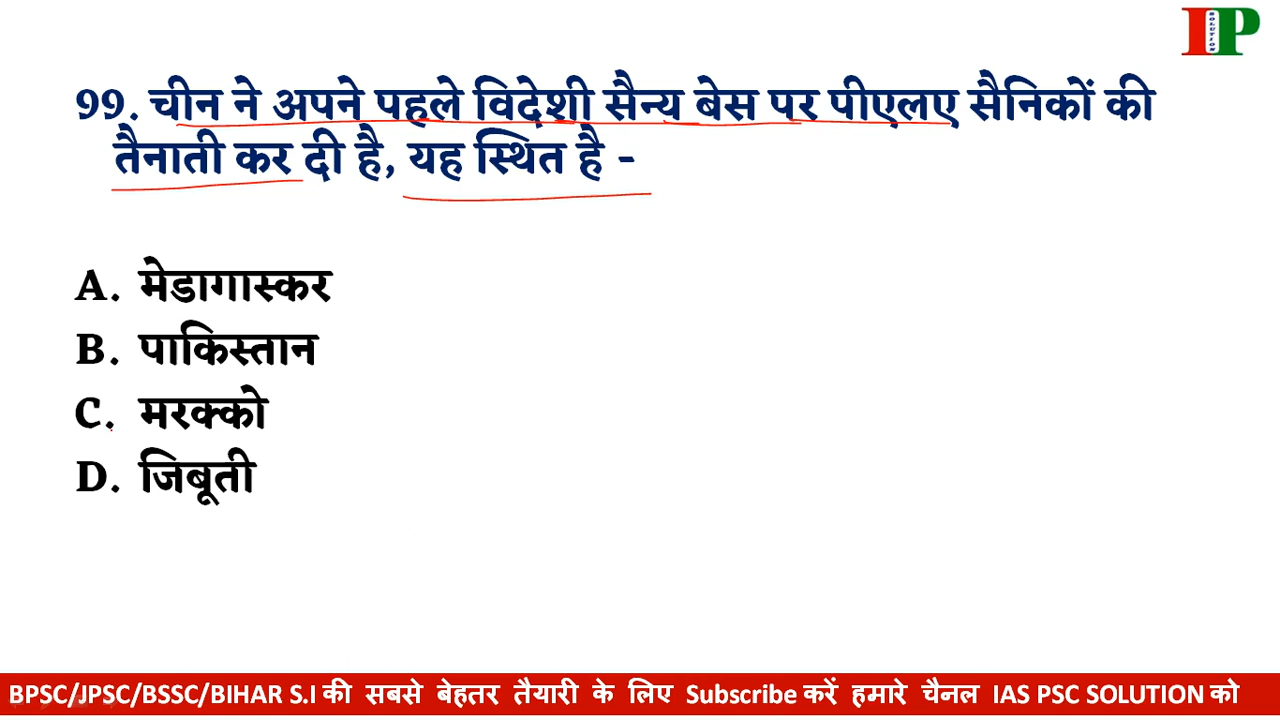 IP
SOLUTION
99. चीन ने अपने पहले विदेशी सैन्य बेस पर पीएलए सैनिकों की
तैनाती कर दी है, यह स्थित है -
A. मेडागास्कर
B. पाकिस्तान
C. मरक्को
D. जिबूती
BPSC/JPSC/BSSC/BIHAR S.I की सबसे बेहतर तैयारी के लिए Subscribe करें हमारे चैनल IAS PSC SOLUTION को